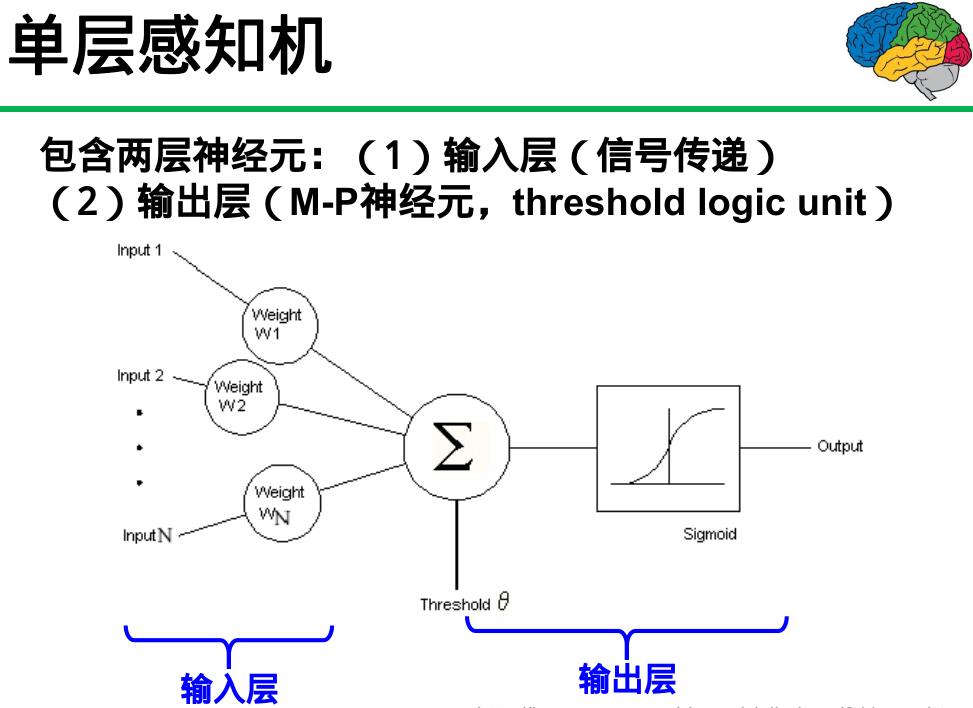 单层感知机
包含两层神经元：（1）输入层（信号传递）
（2）输出层（M-P神经元，threshold logic unit）
Input 1
Weight
W1
Input 2
Weight
W2
Σ
Output
Weight
WN
Input N
Sigmoid
Threshold θ
输入层
输出层